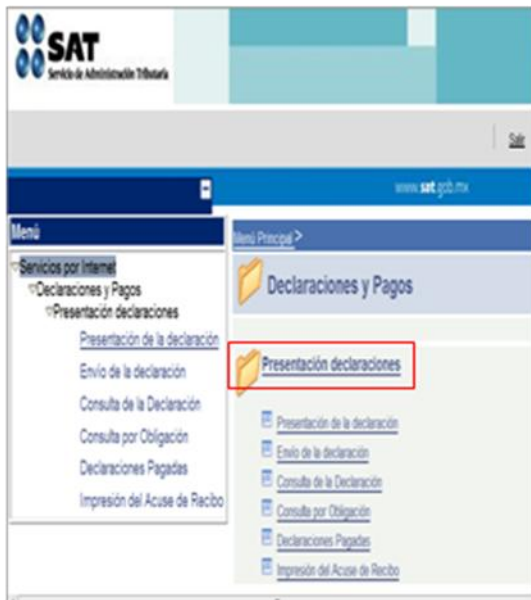 SAT
Servicio de Administración Tributaria
Salir
www.sat.gob.mx
Menú
Servicios por Internet
Declaraciones y Pagos
Presentación declaraciones
Presentación de la declaración
Envío de la declaración
Consulta de la Declaración
Consulta por Obligación
Declaraciones Pagadas
Impresión del Acuse de Recibo
Menú Principal >
Declaraciones y Pagos
Presentación declaraciones
Presentación de la declaración
Envío de la declaración
Consulta de la Declaración
Consulta por Obligación
Declaraciones Pagadas
Impresión del Acuse de Recibo